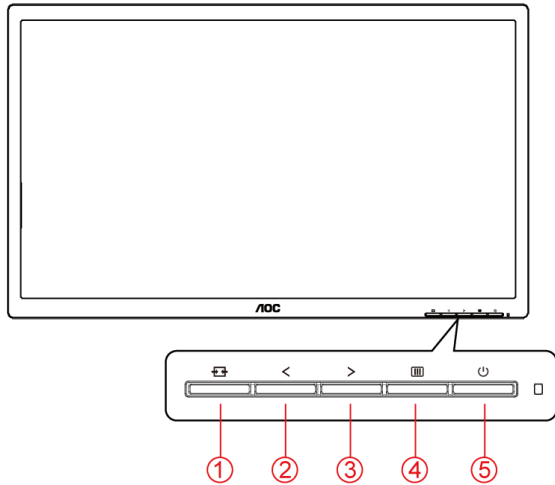 AOC
< >
① ② ③ ④ ⑤